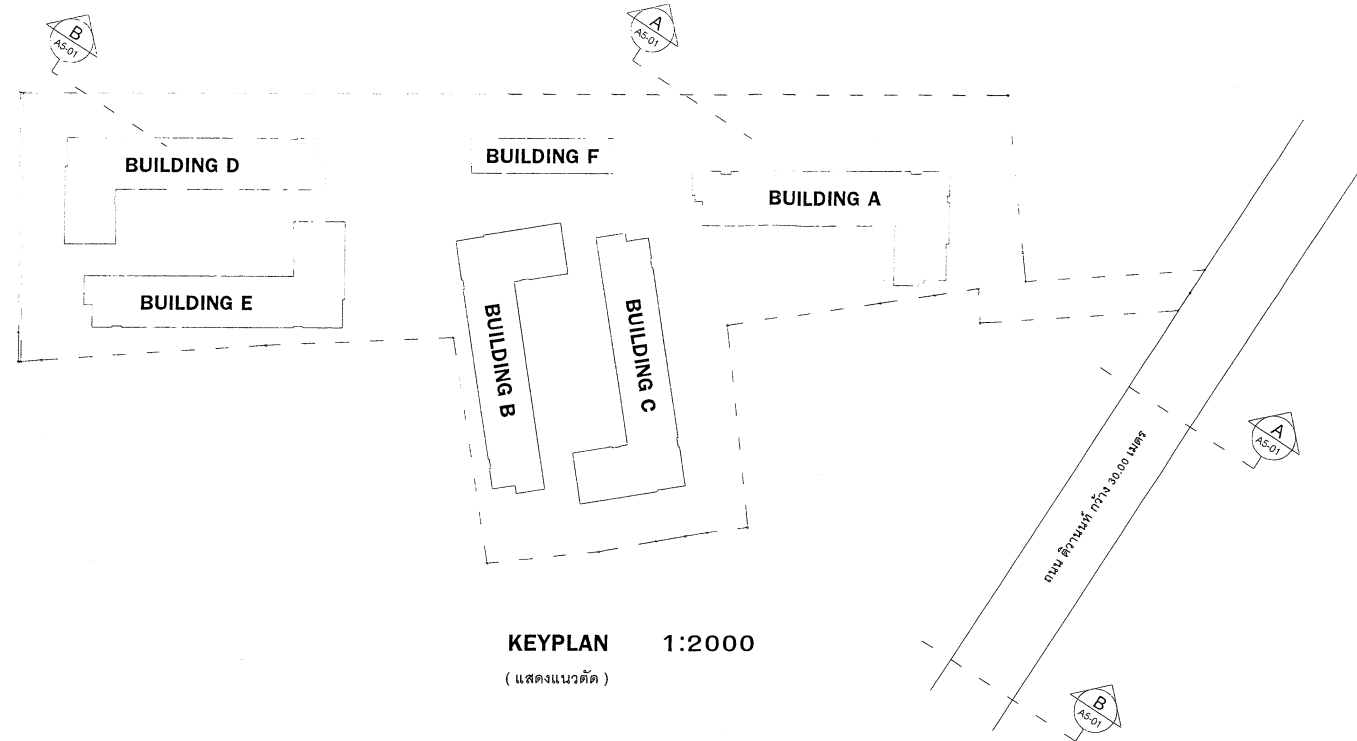 B
A5-01
A
A5-01
BUILDING D
BUILDING F
BUILDING A
BUILDING E
BUILDING B
BUILDING C
A
A5-01
ถนน ติวานนท์ กว้าง 30.00 เมตร
KEYPLAN 1:2000
( แสดงแนวตัด )
B
A5-01